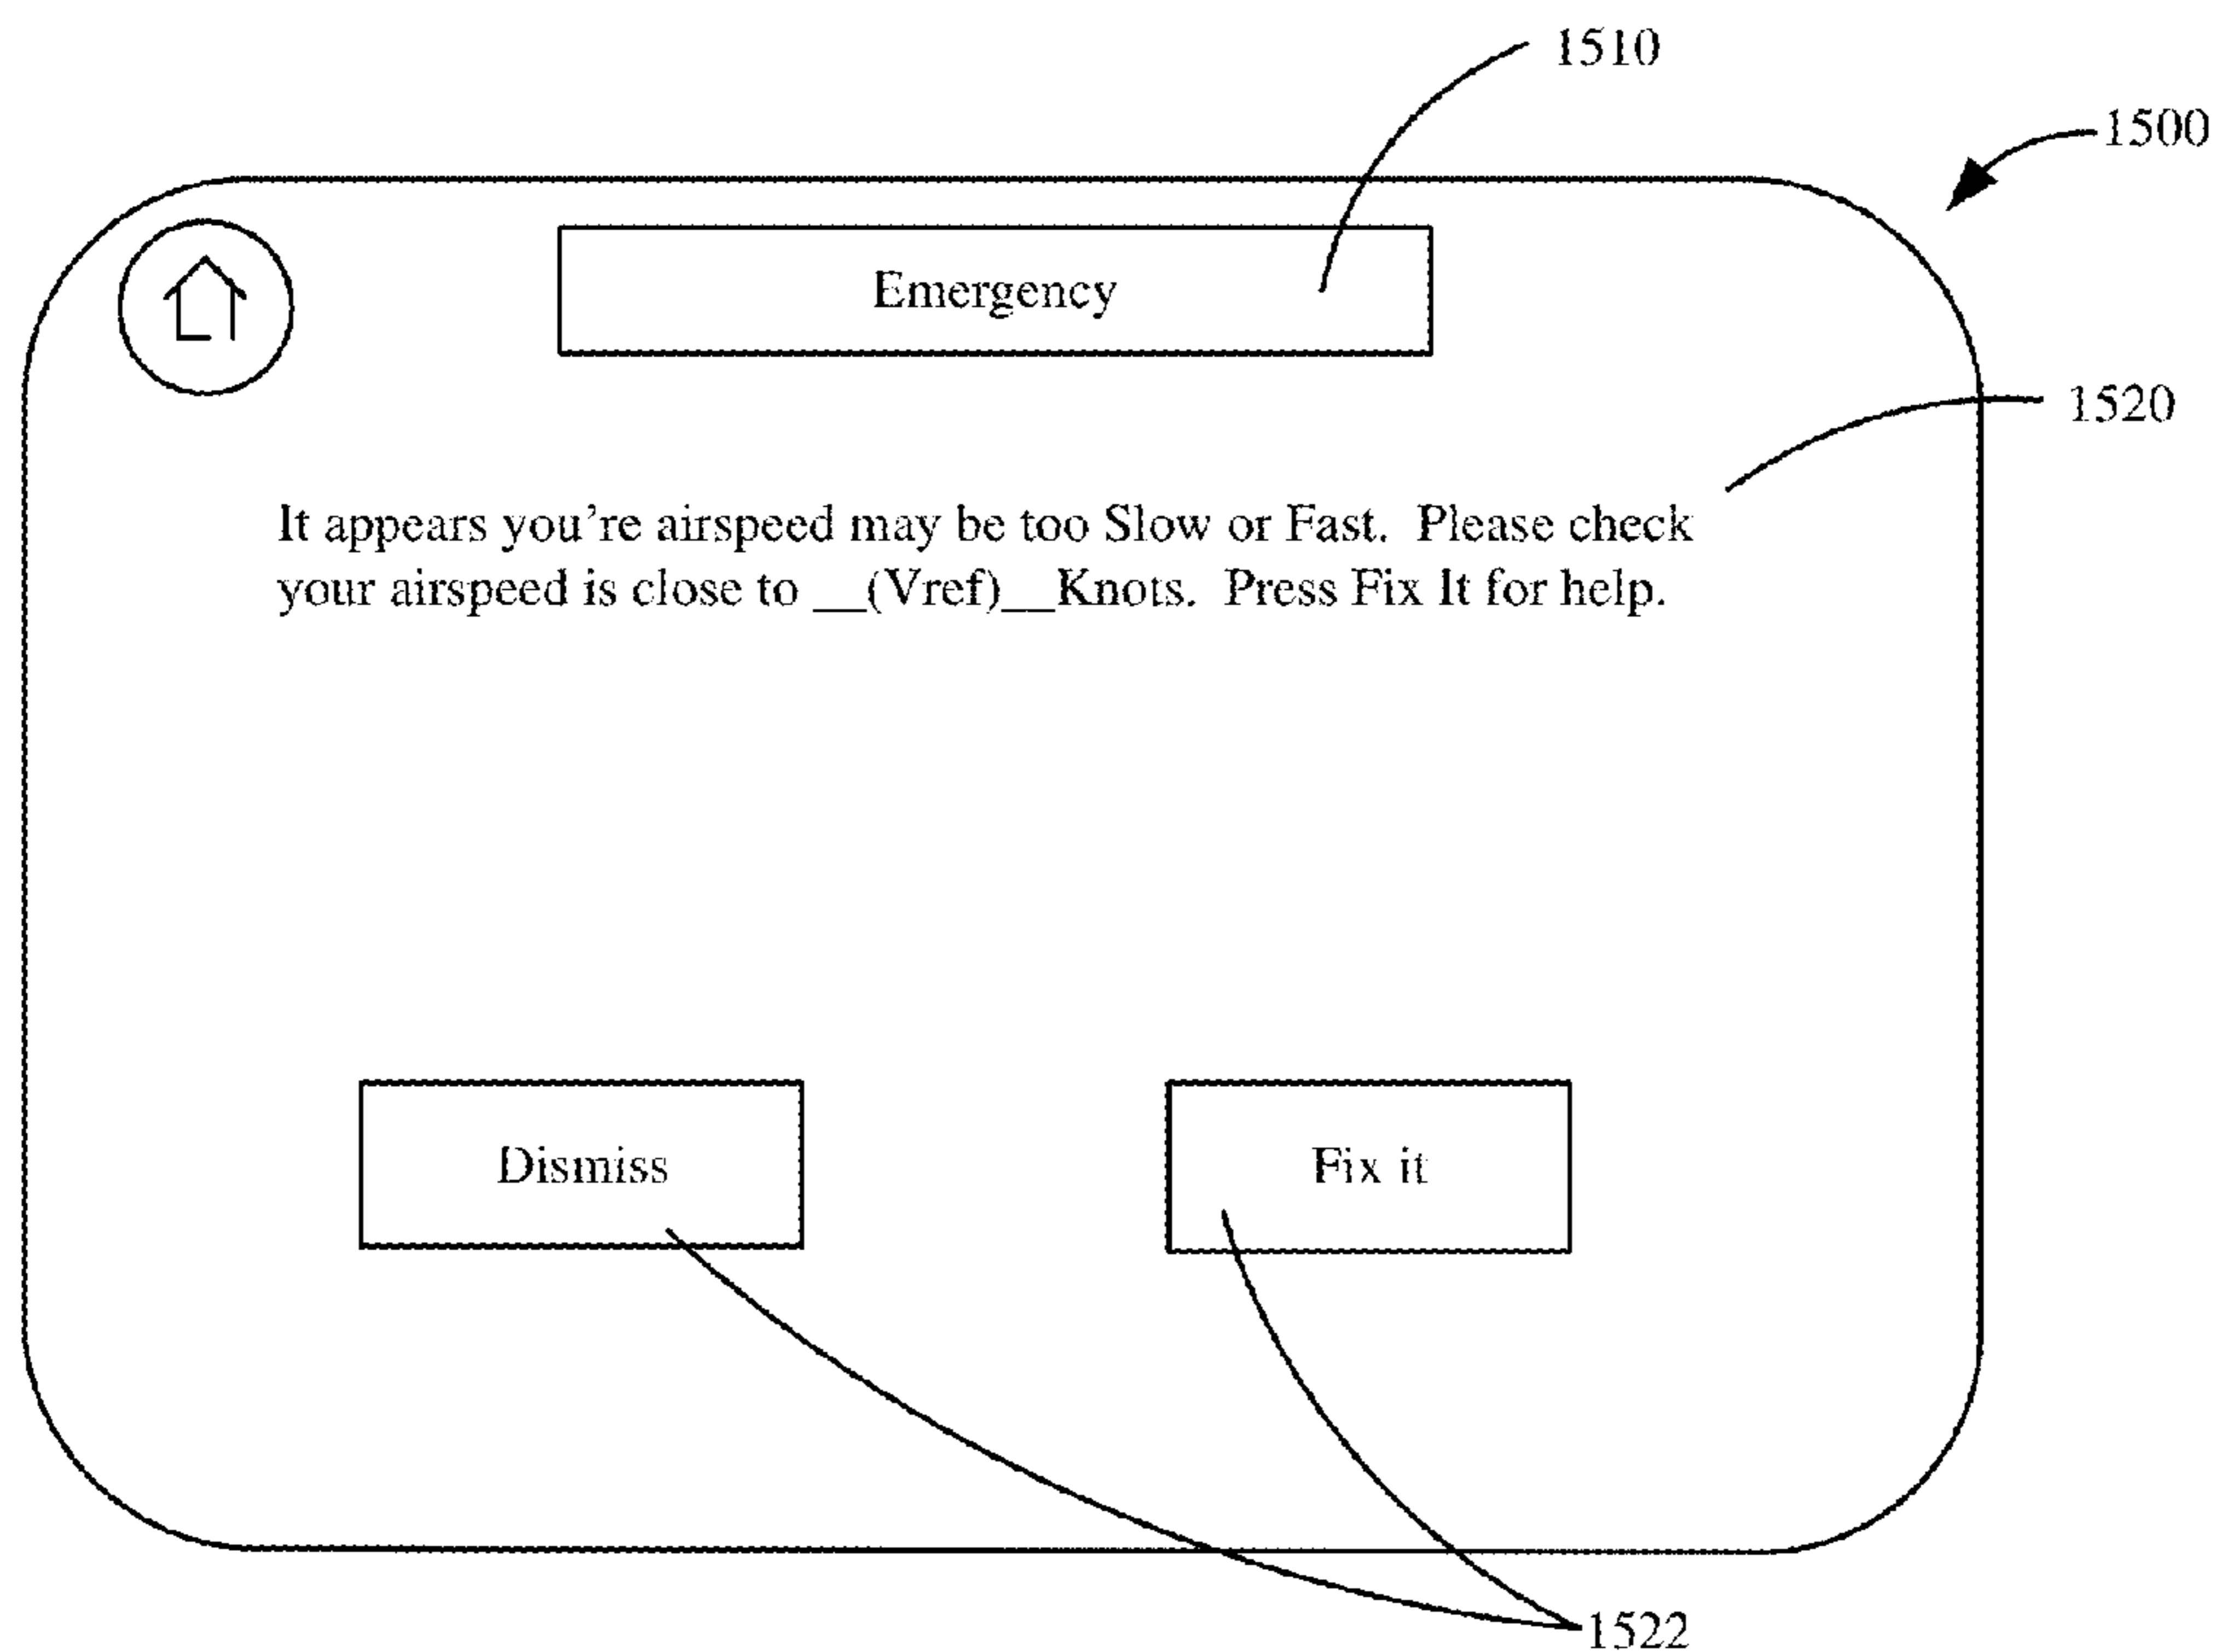 1510
1500
Emergency
1520
It appears you’re airspeed may be too Slow or Fast.  Please check
your airspeed is close to __(Vref)__Knots.  Press Fix It for help.
Dismiss
Fix it
1522